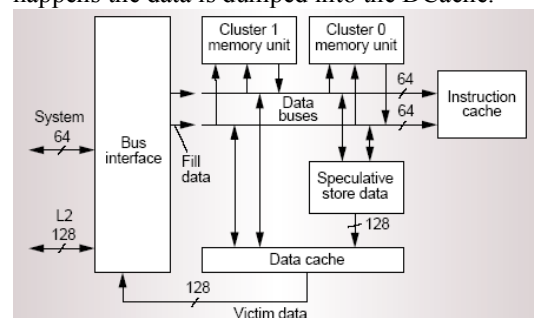 happens the data is dumped into the DCache.
Cluster 1
memory unit
Cluster 0
memory unit
64
Data
buses
64
Instruction
cache
System
64
Bus
interface
Fill
data
Speculative
store data
L2
128
128
Data cache
128
Victim data